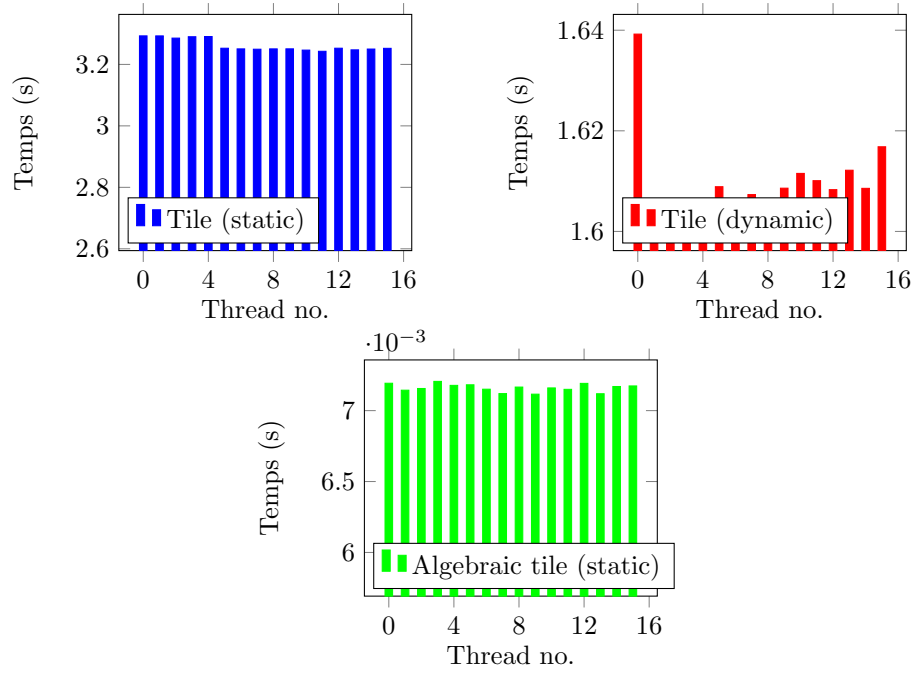 3.2
3
2.8
2.6
Temps (s)
Tile (static)
0 4 8 12 16
Thread no.
1.64
1.62
1.6
Temps (s)
Tile (dynamic)
0 4 8 12 16
Thread no.
·10⁻³
7
6.5
6
Temps (s)
Algebraic tile (static)
0 4 8 12 16
Thread no.